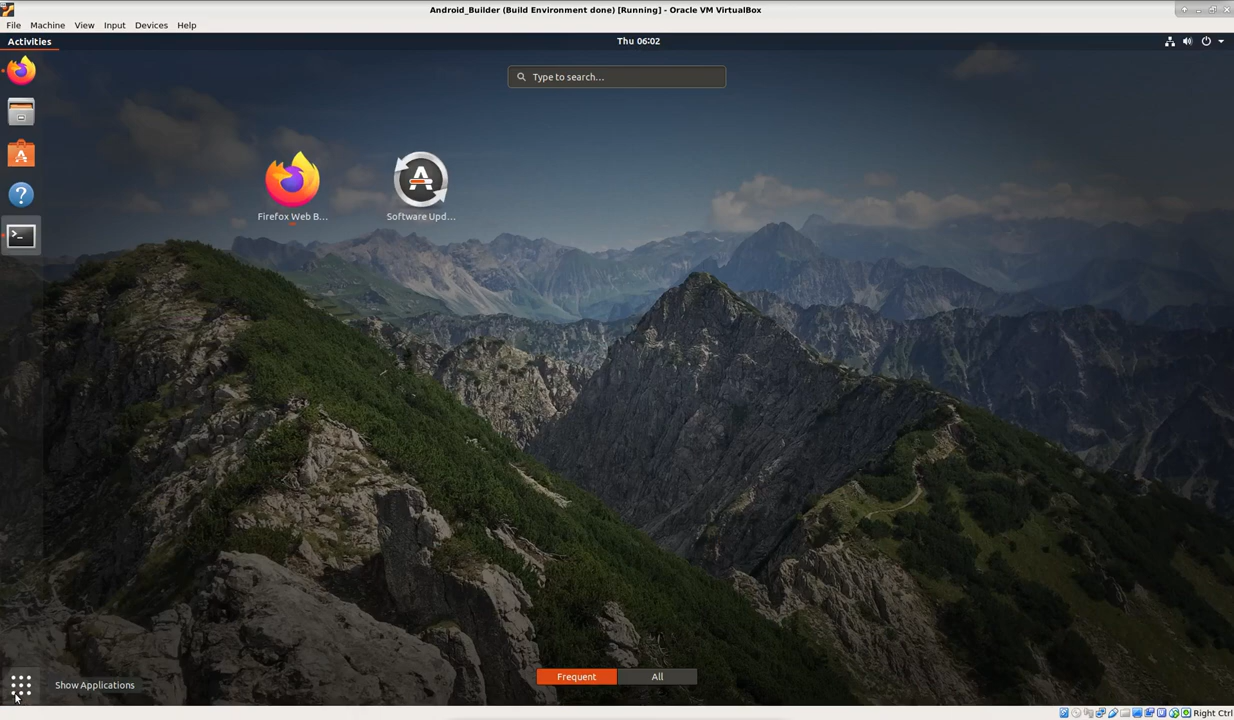 Android_Builder (Build Environment done) [Running] - Oracle VM VirtualBox
File Machine View Input Devices Help
Activities
Thu 06:02
Type to search…
Firefox Web B…
Software Upd…
Show Applications
Frequent
All
Right Ctrl